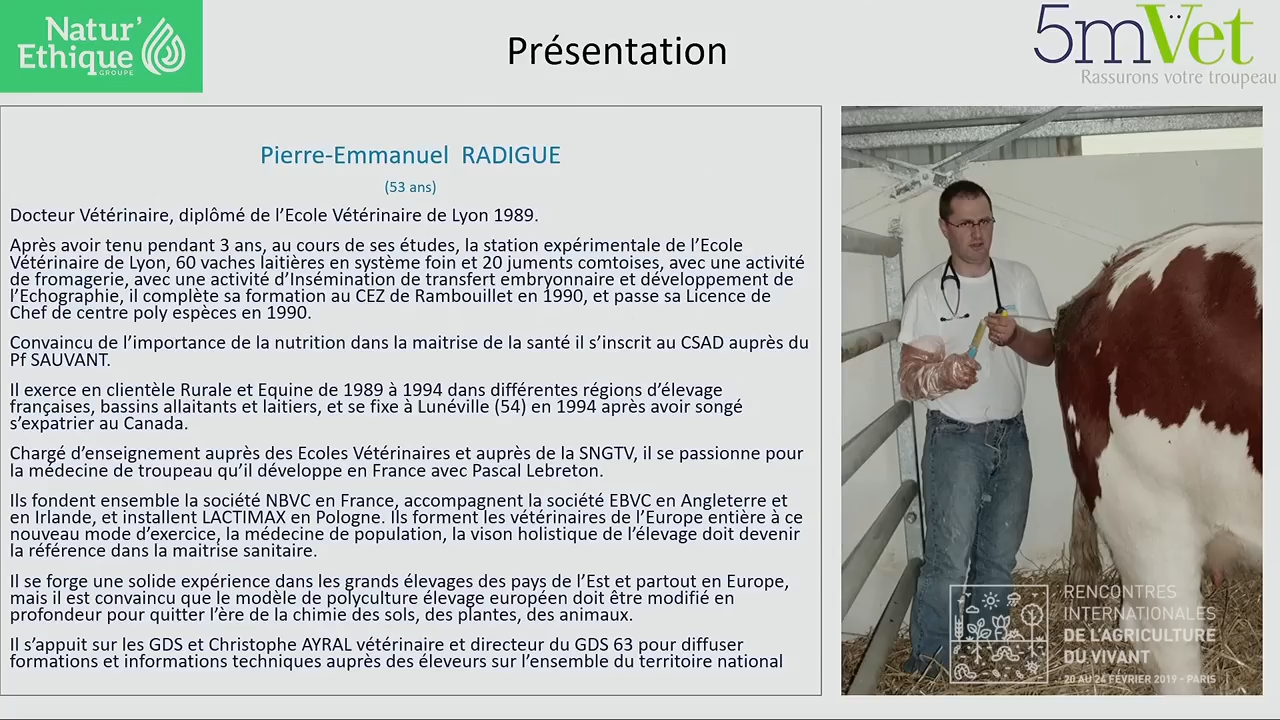 Natur'
Ethique
GROUPE
Présentation
5mVet
Rassurons votre troupeau
Pierre-Emmanuel RADIGUE
(53 ans)
Docteur Vétérinaire, diplômé de l'Ecole Vétérinaire de Lyon 1989.
Après avoir tenu pendant 3 ans, au cours de ses études, la station expérimentale de l'Ecole
Vétérinaire de Lyon, 60 vaches laitières en système foin et 20 juments comtoises, avec une activité
de fromagerie, avec une activité d'Insémination de transfert embryonnaire et développement de
l'Echographie, il complète sa formation au CEZ de Rambouillet en 1990, et passe sa Licence de
Chef de centre poly espèces en 1990.
Convaincu de l'importance de la nutrition dans la maitrise de la santé il s'inscrit au CSAD auprès du
Pf SAUVANT.
Il exerce en clientèle Rurale et Equine de 1989 à 1994 dans différentes régions d'élevage
françaises, bassins allaitants et laitiers, et se fixe à Lunéville (54) en 1994 après avoir songé
s'expatrier au Canada.
Chargé d'enseignement auprès des Ecoles Vétérinaires et auprès de la SNGTV, il se passionne pour
la médecine de troupeau qu'il développe en France avec Pascal Lebreton.
Ils fondent ensemble la société NBVC en France, accompagnent la société EBVC en Angleterre et
en Irlande, et installent LACTIMAX en Pologne. Ils forment les vétérinaires de l'Europe entière à ce
nouveau mode d'exercice, la médecine de population, la vison holistique de l'élevage doit devenir
la référence dans la maitrise sanitaire.
Il se forge une solide expérience dans les grands élevages des pays de l'Est et partout en Europe,
mais il est convaincu que le modèle de polyculture élevage européen doit être modifié en
profondeur pour quitter l'ère de la chimie des sols, des plantes, des animaux.
Il s'appuit sur les GDS et Christophe AYRAL vétérinaire et directeur du GDS 63 pour diffuser
formations et informations techniques auprès des éleveurs sur l'ensemble du territoire national
RENCONTRES
INTERNATIONALES
DE L'AGRICULTURE
DU VIVANT
20 AU 24 FÉVRIER 2019 - PARIS